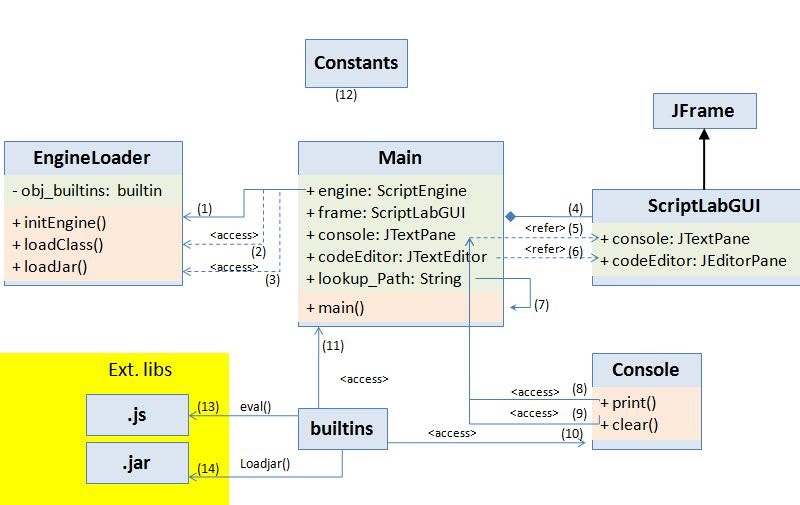 Constants
(12)
JFrame
EngineLoader
- obj_builtins: builtin
+ initEngine()
+ loadClass()
+ loadJar()
(1)
<access>
(2)
<access>
(3)
Main
+ engine: ScriptEngine
+ frame: ScriptLabGUI
+ console: JTextPane
+ codeEditor: JTextEditor
+ lookup_Path: String
+ main()
(4)
<refer> (5)
<refer> (6)
(7)
ScriptLabGUI
+ console: JTextPane
+ codeEditor: JEditorPane
(11)
<access>
Ext. libs
.js
(13)
eval()
.jar
(14)
Loadjar()
builtins
<access> (8)
<access> (9)
<access> (10)
Console
+ print()
+ clear()